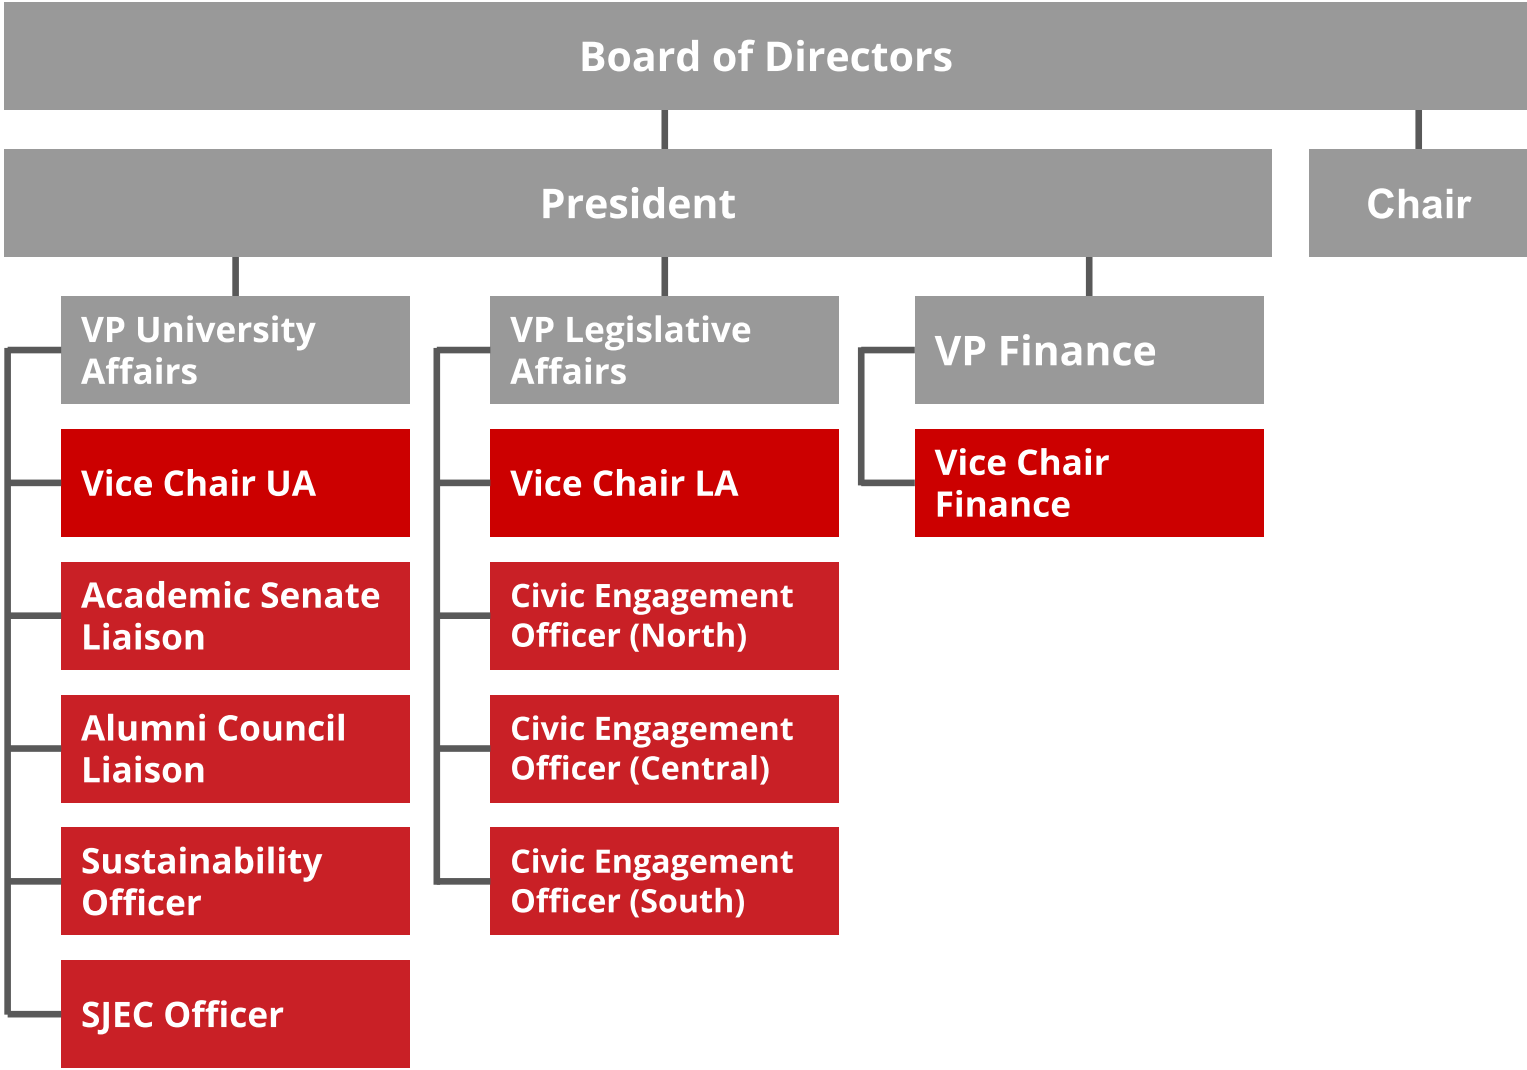 Board of Directors
President
Chair
VP University
Affairs
VP Legislative
Affairs
VP Finance
Vice Chair UA
Vice Chair LA
Vice Chair
Finance
Academic Senate
Liaison
Civic Engagement
Officer (North)
Alumni Council
Liaison
Civic Engagement
Officer (Central)
Sustainability
Officer
Civic Engagement
Officer (South)
SJEC Officer